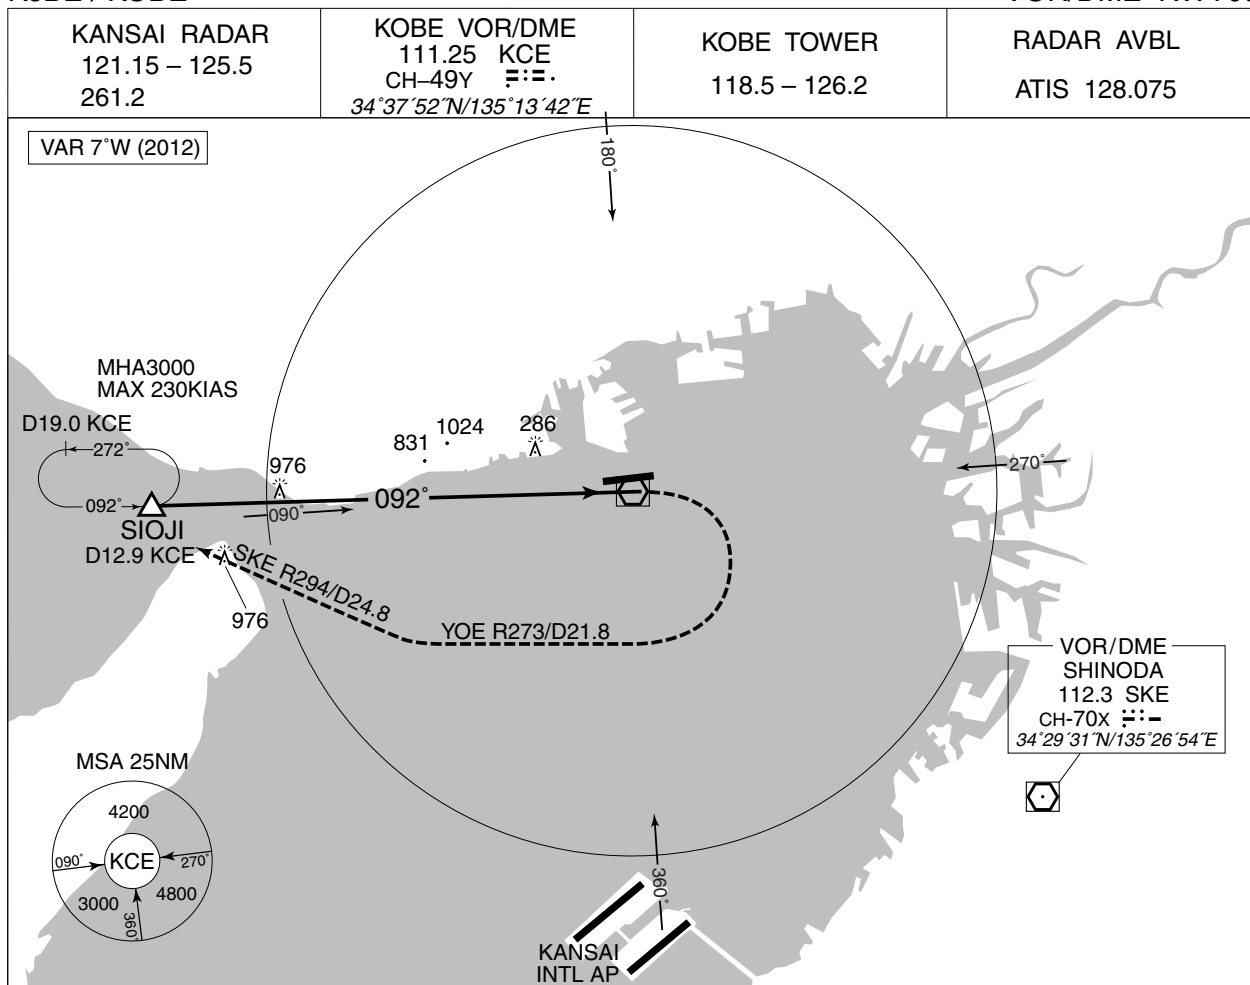 KANSAI RADAR
121.15 – 125.5
261.2
KOBE VOR/DME
111.25 KCE
CH–49Y
34°37´52˝N/135°13´42˝E
KOBE TOWER
118.5 – 126.2
RADAR AVBL
ATIS 128.075
VAR 7°W (2012)
180°
MHA3000
MAX 230KIAS
D19.0 KCE
272°
092°
SIOJI
D12.9 KCE
976
831
1024
286
090°
092°
270°
976
SKE R294/D24.8
YOE R273/D21.8
VOR/DME
SHINODA
112.3 SKE
CH-70X
34°29´31˝N/135°26´54˝E
MSA 25NM
4200
090°
KCE
270°
3000
4800
360°
360°
KANSAI
INTL AP